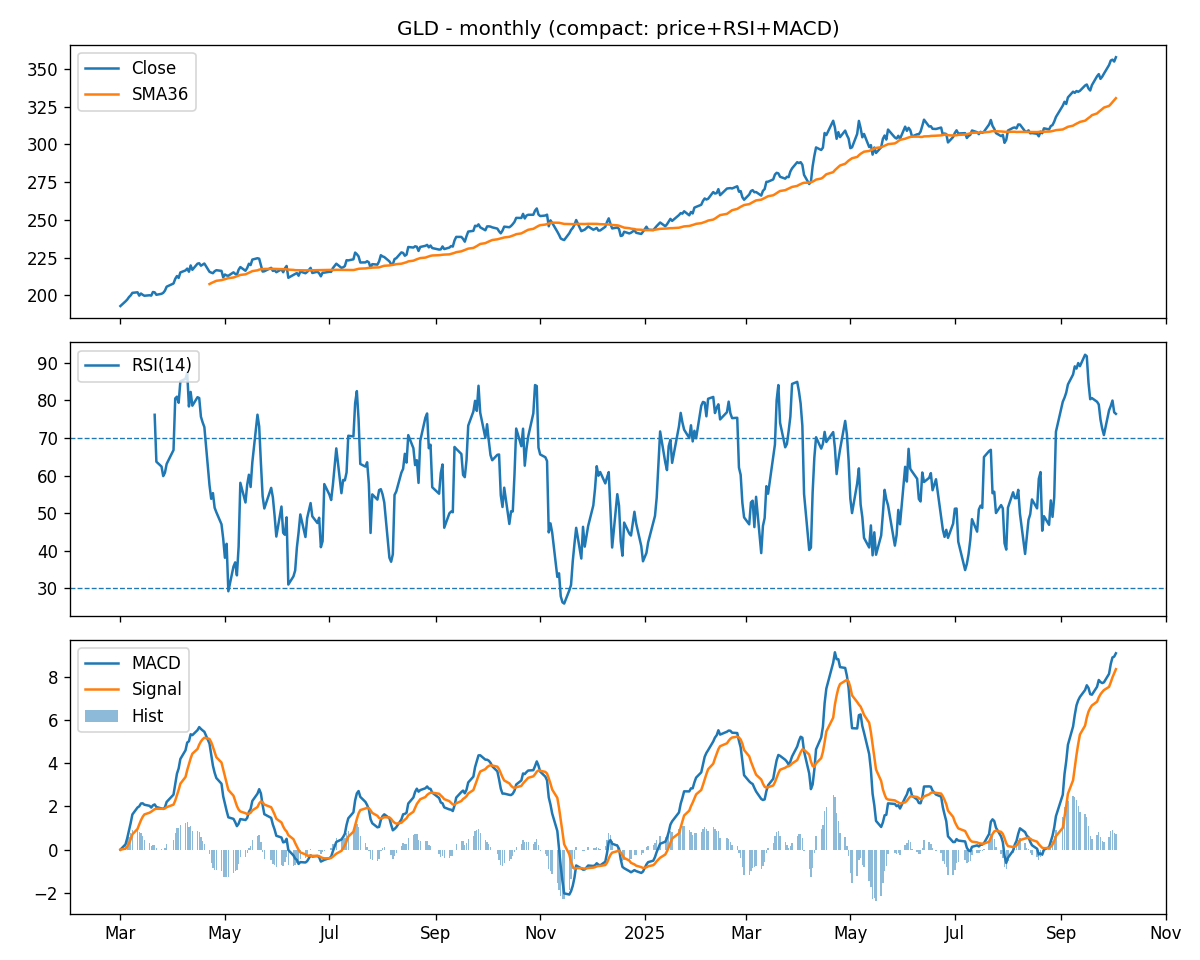 GLD - monthly (compact: price+RSI+MACD)
Close
SMA36
350
325
300
275
250
225
200
RSI(14)
90
80
70
60
50
40
30
MACD
Signal
Hist
8
6
4
2
0
−2
Mar May Jul Sep Nov 2025 Mar May Jul Sep Nov